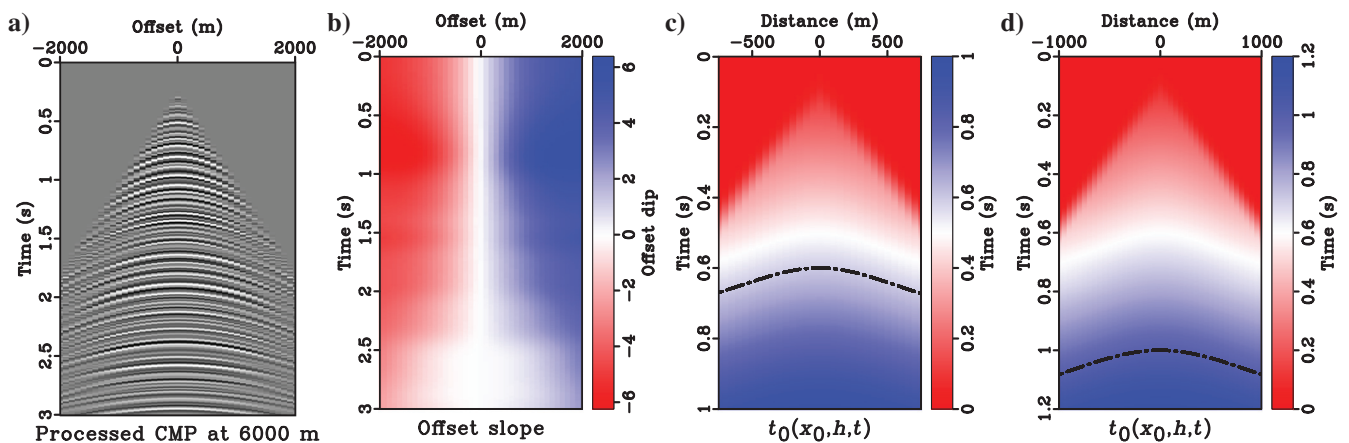 a)
Offset (m)
−2000 0 2000
0
0.5
1
1.5
2
2.5
3
Time (s)
Processed CMP at 6000 m
b)
Offset (m)
−2000 0 2000
0
0.5
1
1.5
2
2.5
3
Time (s)
Offset slope
6
4
2
0
−2
−4
−6
Offset dip
c)
Distance (m)
−500 0 500
0
0.2
0.4
0.6
0.8
1
Time (s)
t0(x0,h,t)
1
0.8
0.6
0.4
0.2
0
Time (s)
d)
Distance (m)
−1000 0 1000
0
0.2
0.4
0.6
0.8
1
1.2
Time (s)
t0(x0,h,t)
1.2
1
0.8
0.6
0.4
0.2
0
Time (s)